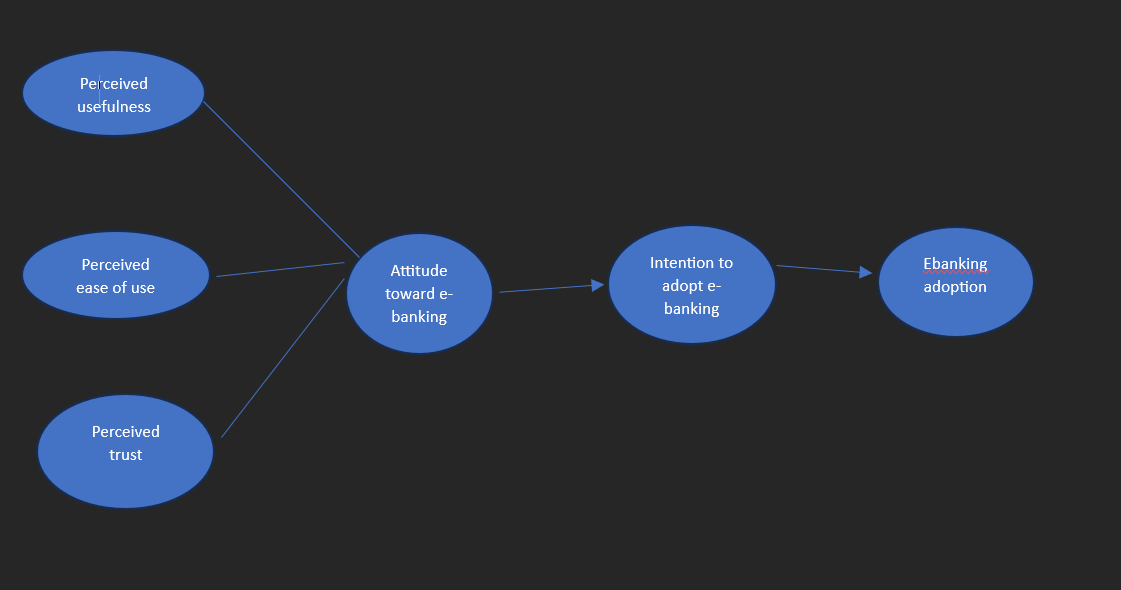 Perceived
usefulness
Perceived
ease of use
Perceived
trust
Attitude
toward e-
banking
Intention to
adopt e-
banking
Ebanking
adoption